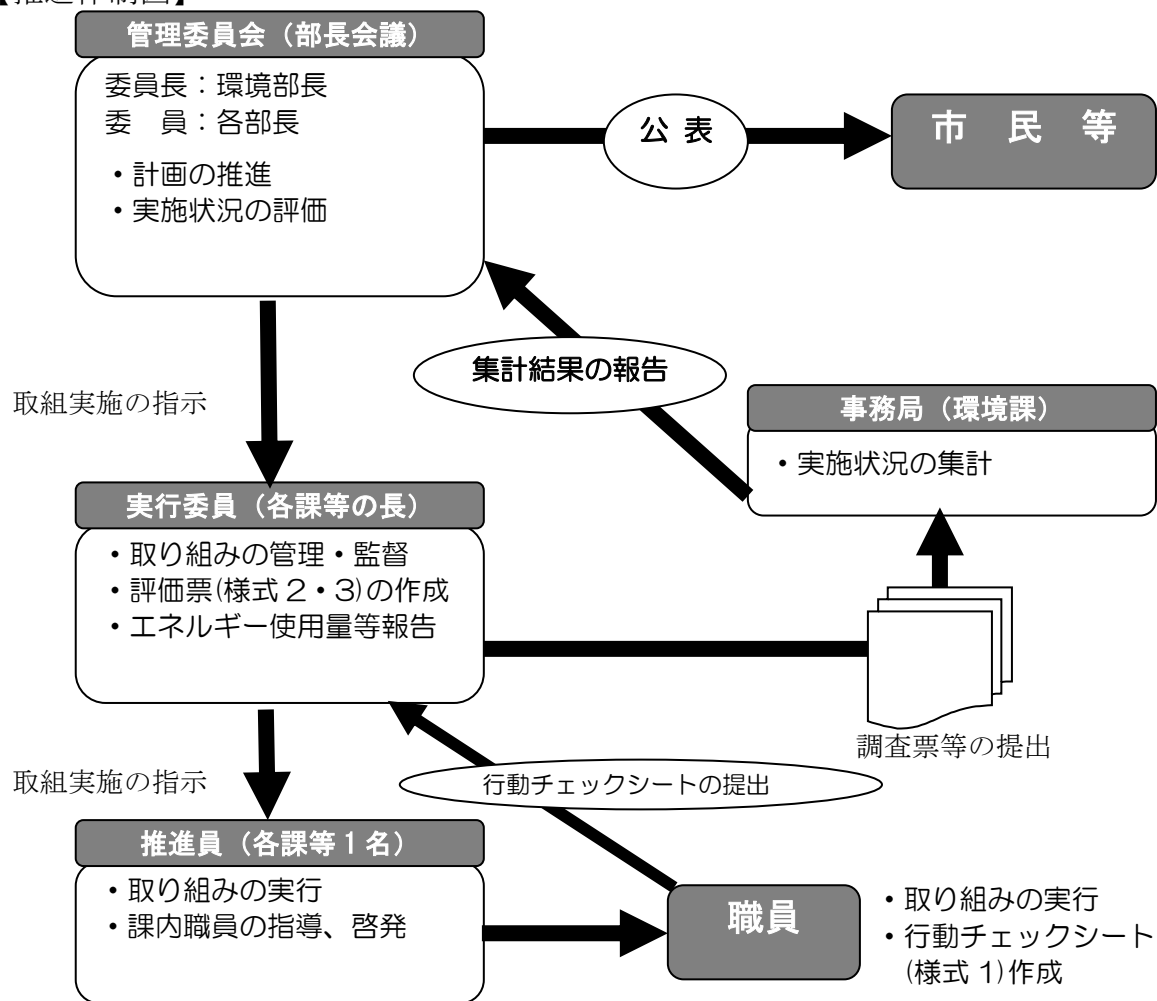 【推進体制図】
管理委員会（部長会議）
委員長：環境部長
委　員：各部長
・計画の推進
・実施状況の評価
公 表
市　民　等
集計結果の報告
取組実施の指示
事務局（環境課）
・実施状況の集計
実行委員（各課等の長）
・取り組みの管理・監督
・評価票(様式２・３)の作成
・エネルギー使用量等報告
調査票等の提出
取組実施の指示
行動チェックシートの提出
推進員（各課等１名）
・取り組みの実行
・課内職員の指導、啓発
職員
・取り組みの実行
・行動チェックシート
(様式 1)作成